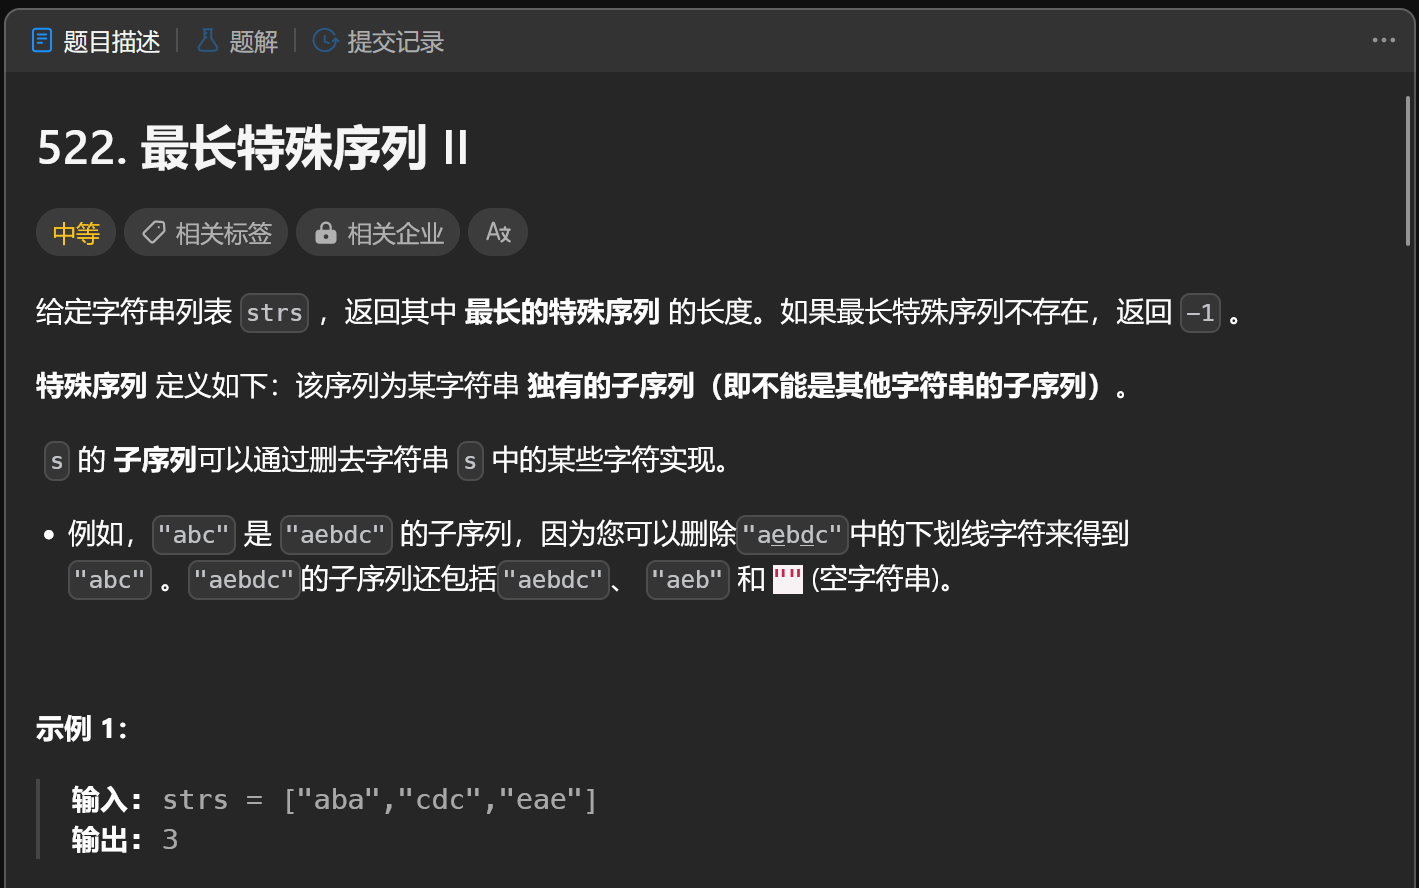 题目描述 题解 提交记录
522. 最长特殊序列 II
中等 相关标签 相关企业
给定字符串列表 strs ，返回其中 最长的特殊序列 的长度。如果最长特殊序列不存在，返回 -1 。
特殊序列 定义如下：该序列为某字符串 独有的子序列（即不能是其他字符串的子序列）。
s 的 子序列可以通过删去字符串 s 中的某些字符实现。
例如，"abc" 是 "aebdc" 的子序列，因为您可以删除"aebdc"中的下划线字符来得到
"abc" 。"aebdc"的子序列还包括"aebdc"、 "aeb" 和 "" (空字符串)。
示例 1：
输入：strs = ["aba","cdc","eae"]
输出：3